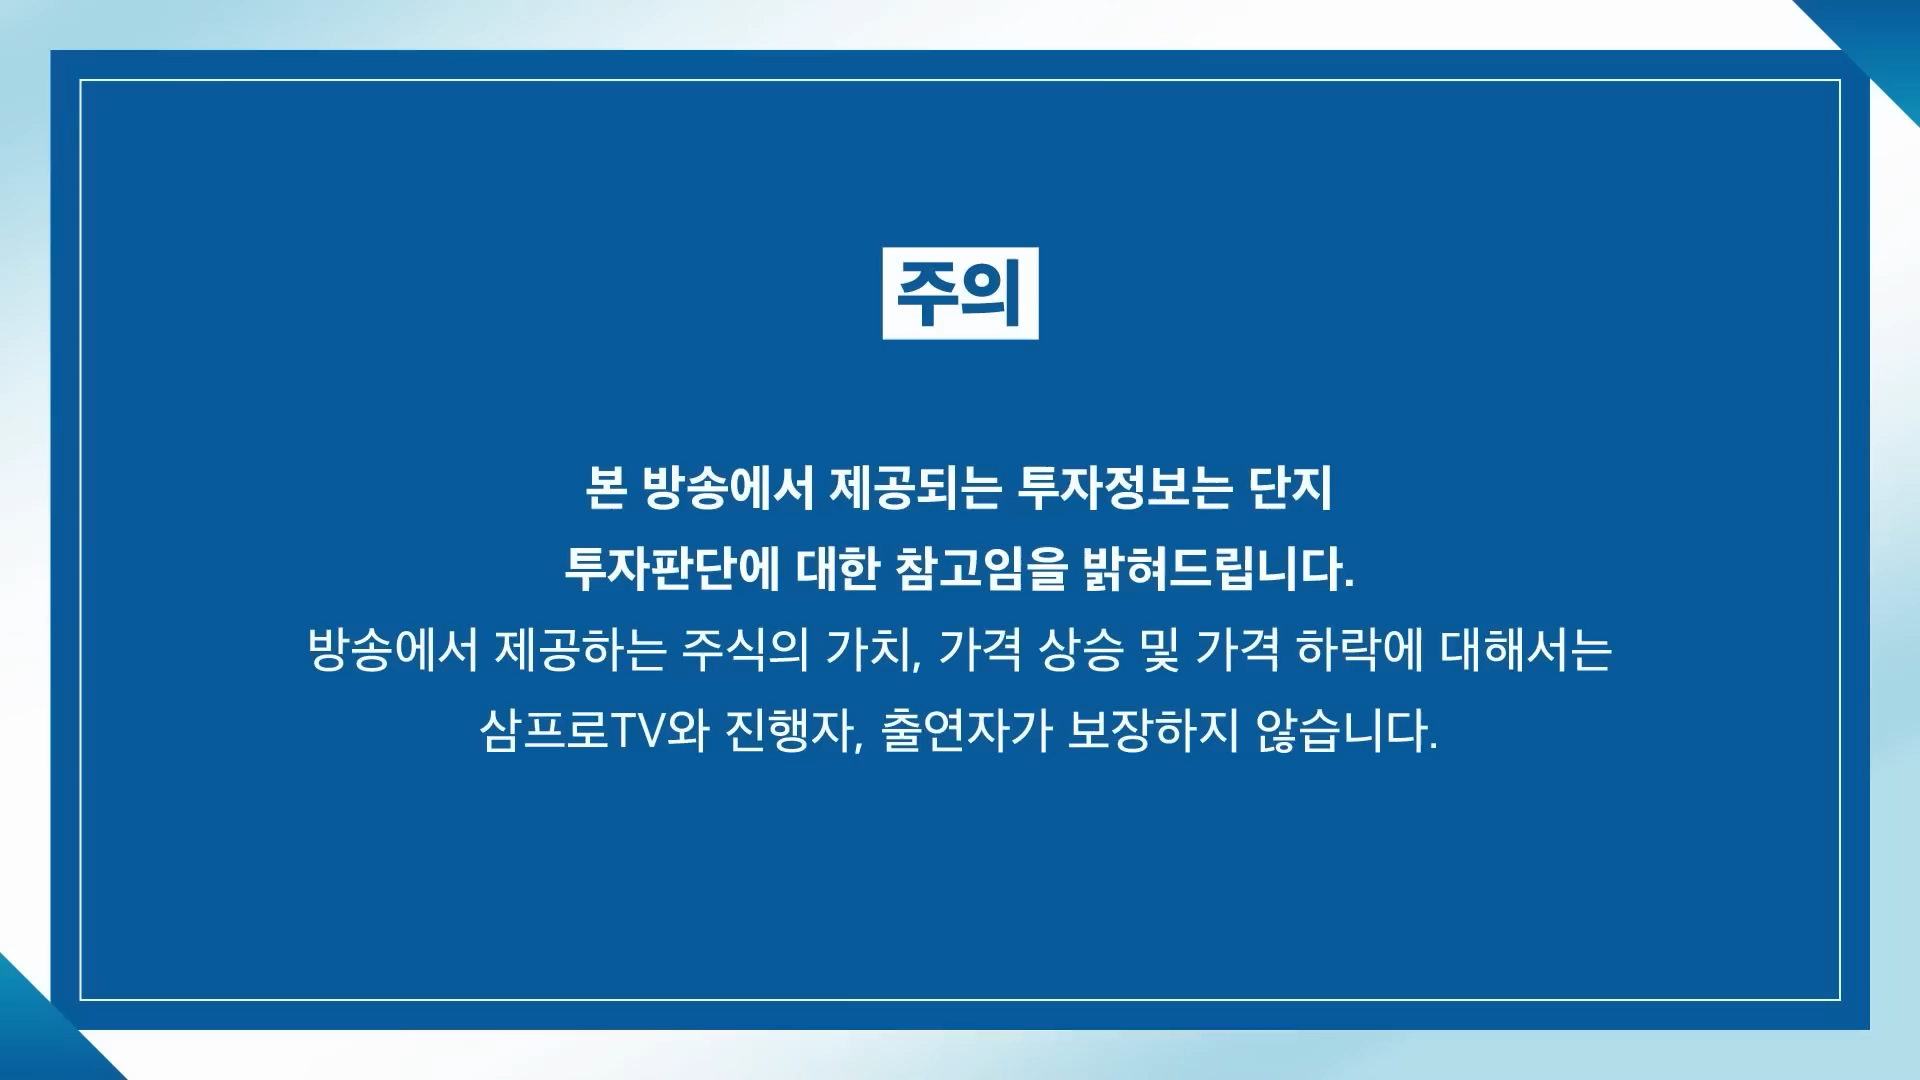 주의
본 방송에서 제공되는 투자정보는 단지
투자판단에 대한 참고임을 밝혀드립니다.
방송에서 제공하는 주식의 가치, 가격 상승 및 가격 하락에 대해서는
삼프로TV와 진행자, 출연자가 보장하지 않습니다.